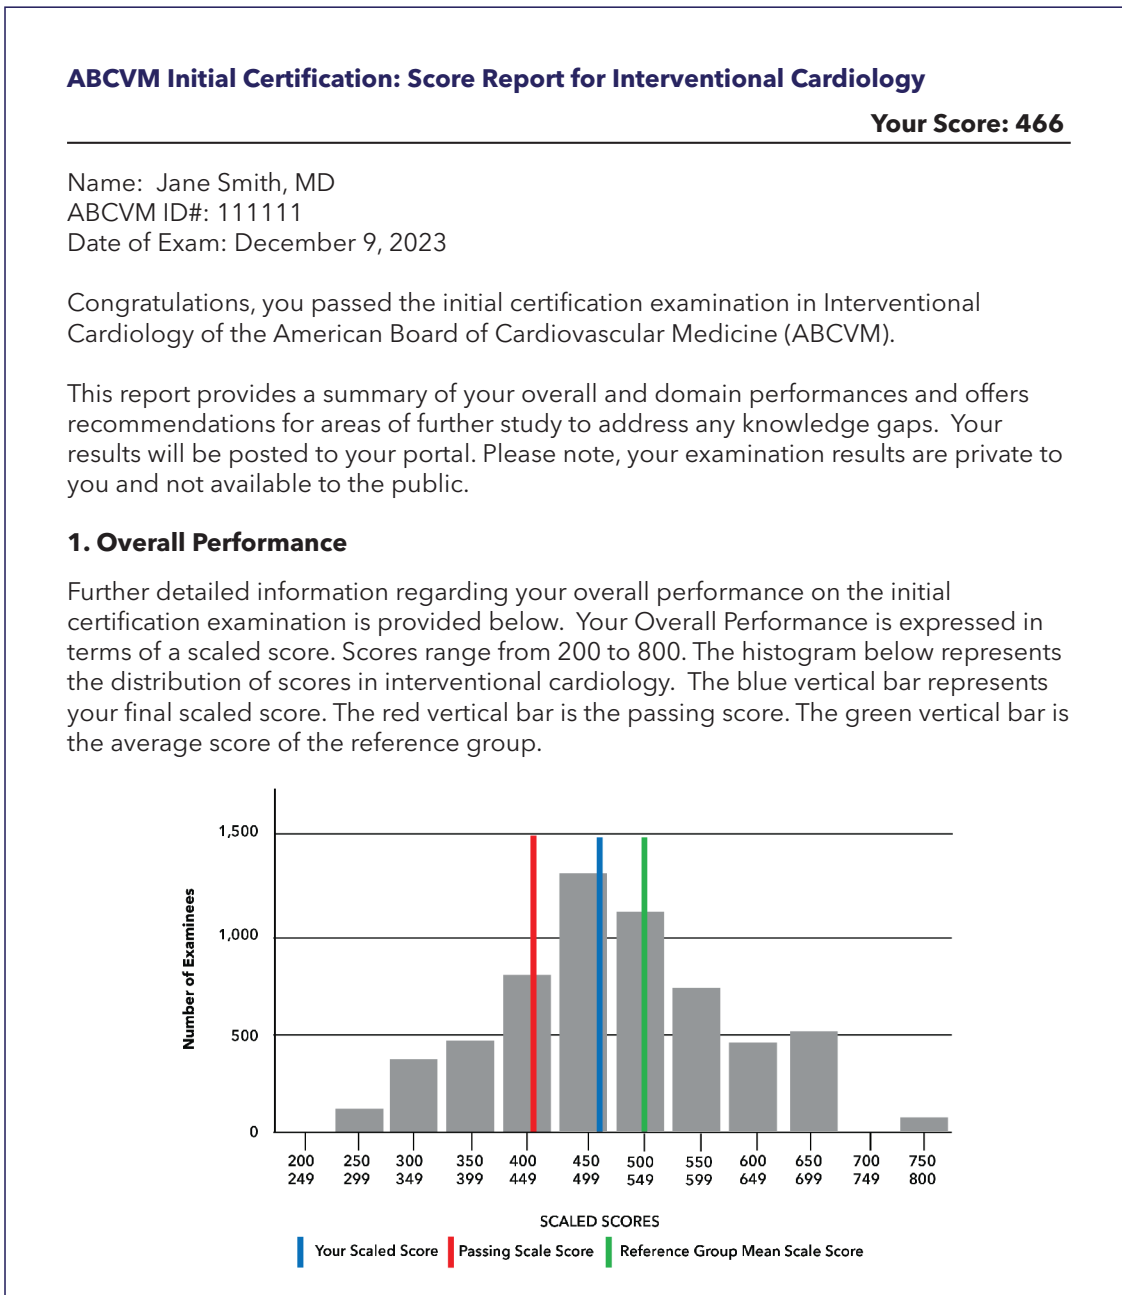 ABCVM Initial Certification: Score Report for Interventional Cardiology
Your Score: 466
Name:  Jane Smith, MD
ABCVM ID#: 111111
Date of Exam: December 9, 2023
Congratulations, you passed the initial certification examination in Interventional
Cardiology of the American Board of Cardiovascular Medicine (ABCVM).
This report provides a summary of your overall and domain performances and offers
recommendations for areas of further study to address any knowledge gaps.  Your
results will be posted to your portal. Please note, your examination results are private to
you and not available to the public.
1. Overall Performance
Further detailed information regarding your overall performance on the initial
certification examination is provided below.  Your Overall Performance is expressed in
terms of a scaled score. Scores range from 200 to 800. The histogram below represents
the distribution of scores in interventional cardiology.  The blue vertical bar represents
your final scaled score. The red vertical bar is the passing score. The green vertical bar is
the average score of the reference group.
Number of Examinees
1,500
1,000
500
0
200 250 300 350 400 450 500 550 600 650 700 750
249 299 349 399 449 499 549 599 649 699 749 800
SCALED SCORES
Your Scaled Score Passing Scale Score Reference Group Mean Scale Score